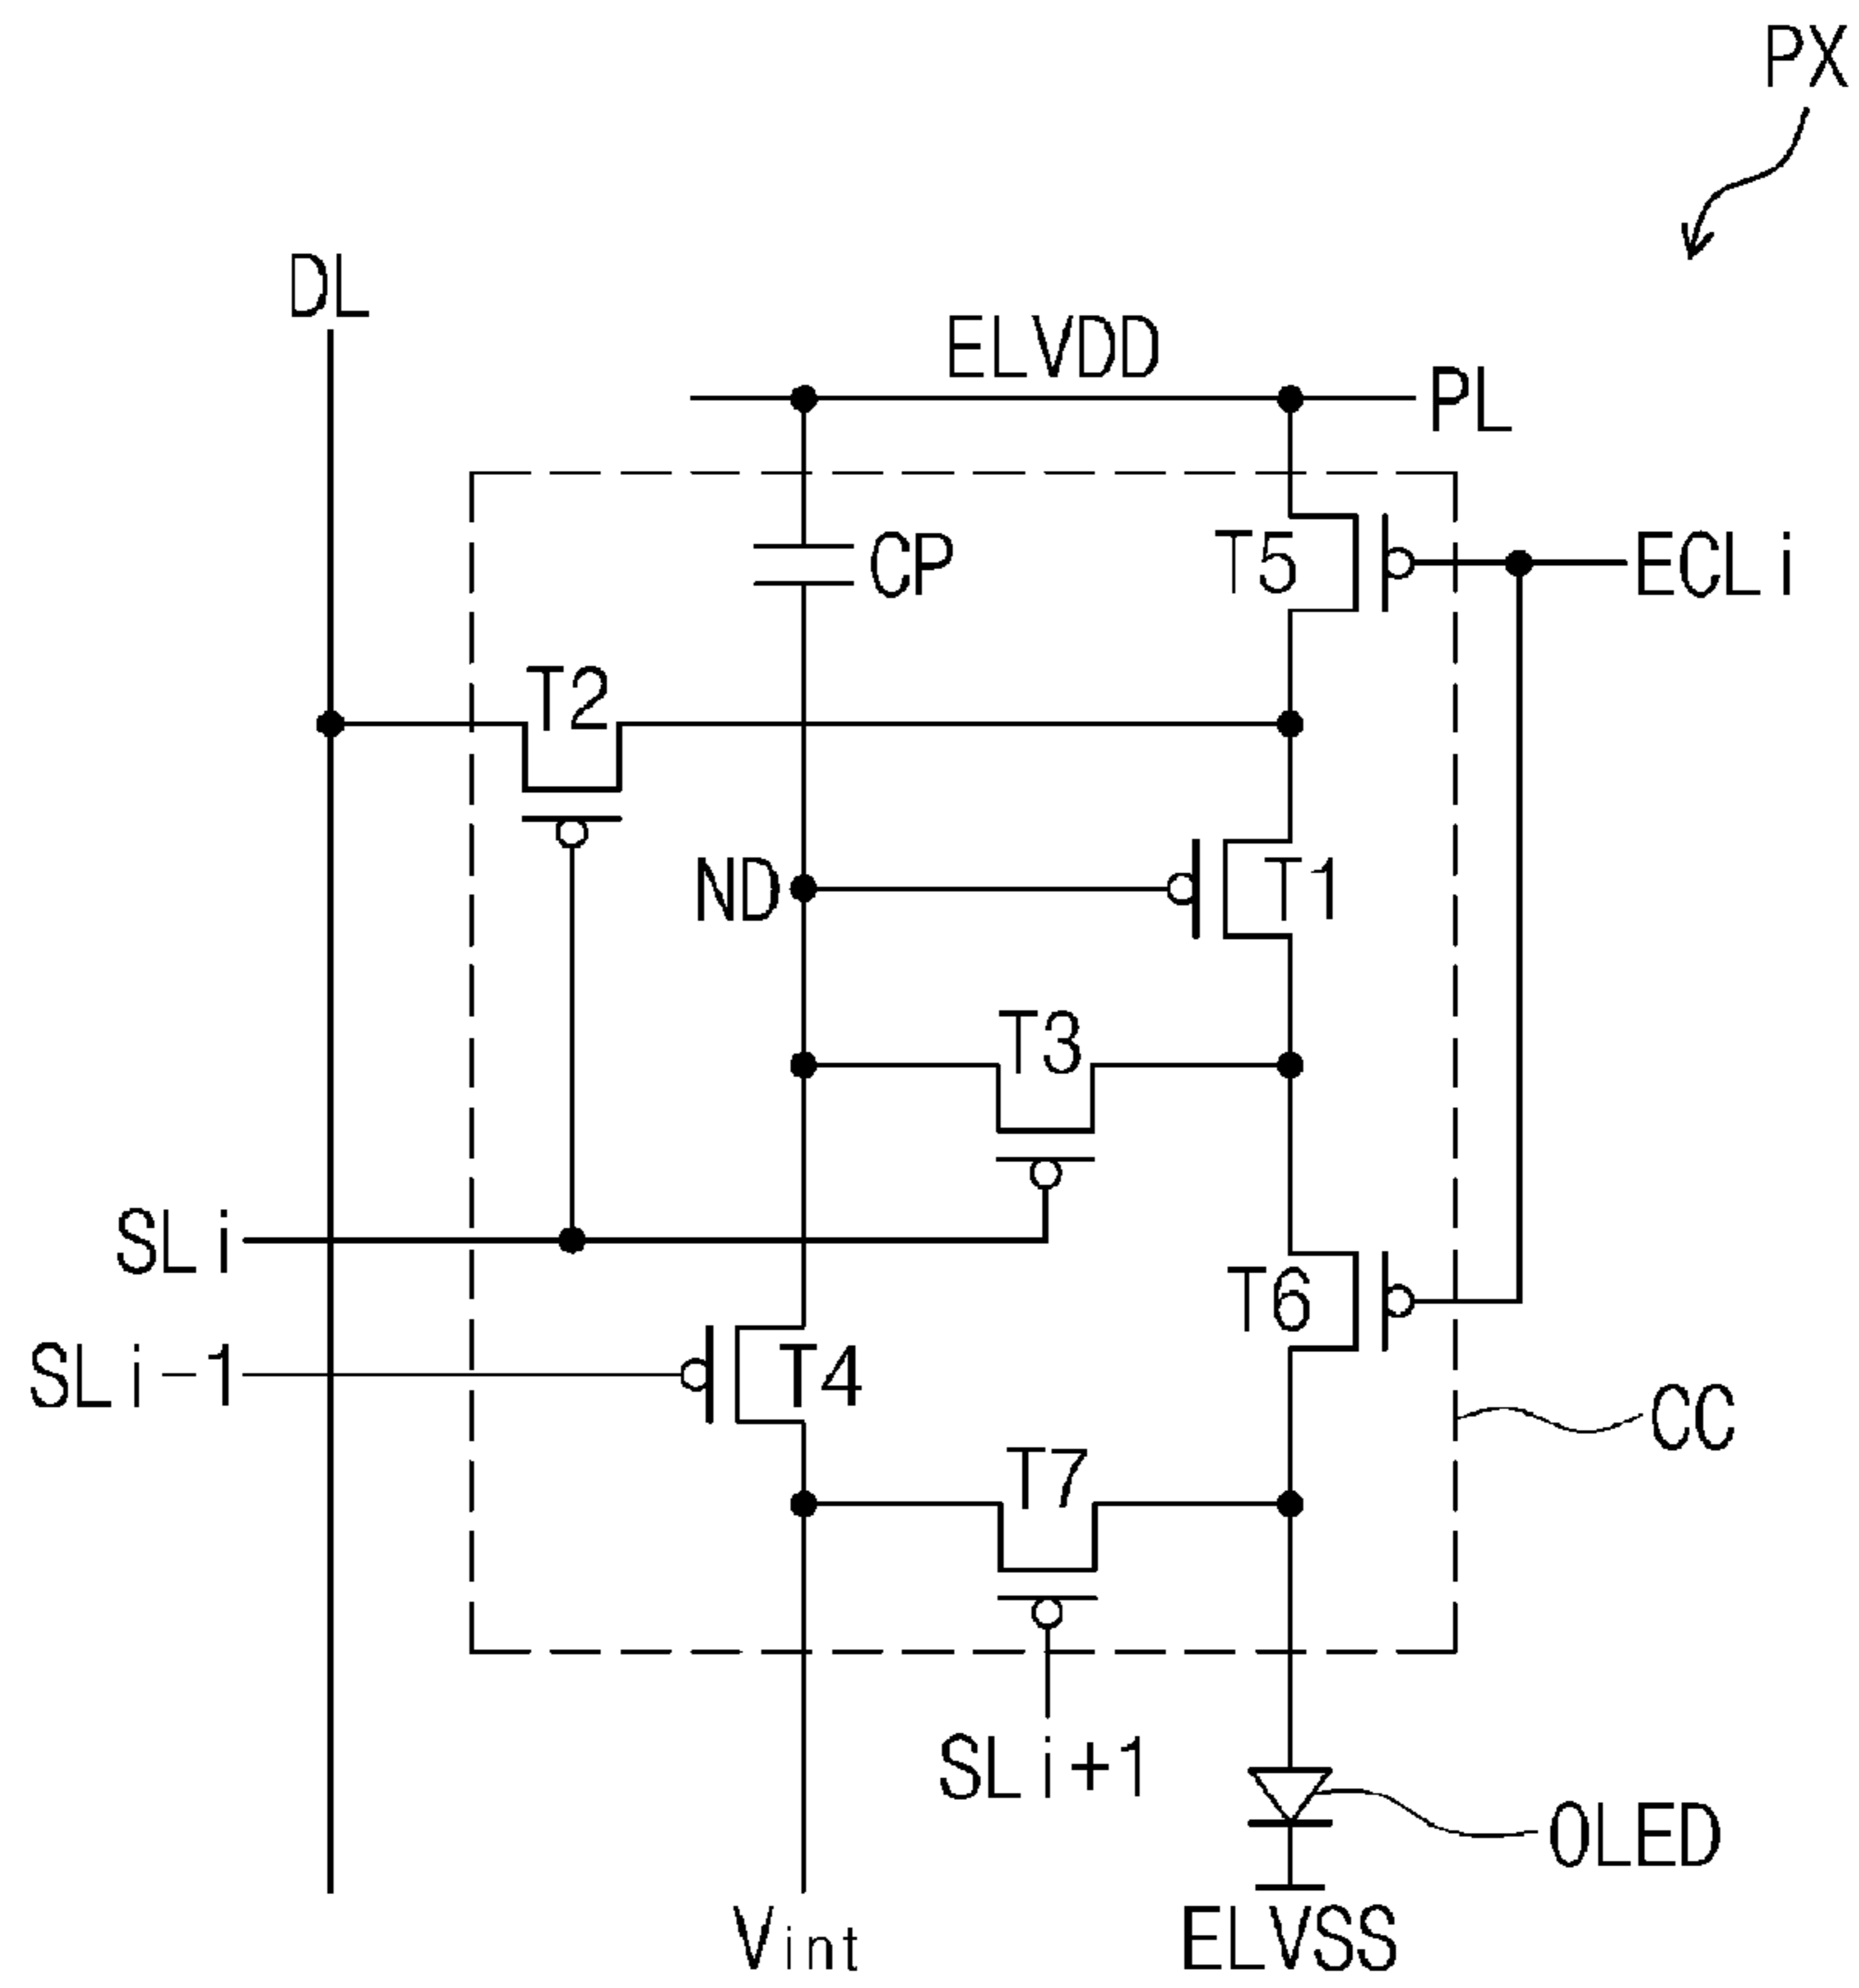 PX
DL
ELVDD
PL
CP
T5
ECLi
T2
ND
T1
T3
SLi
T6
SLi-1
T4
CC
T7
SLi+1
OLED
Vint
ELVSS